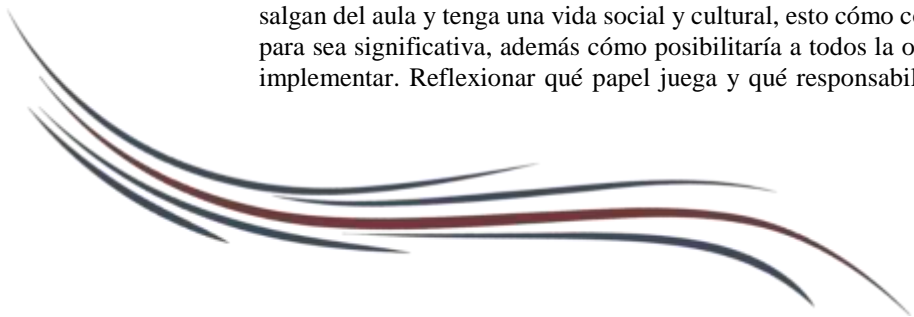 salgan del aula y tenga una vida social y cultural, esto cómo
para sea significativa, además cómo posibilitaría a todos la
implementar. Reflexionar qué papel juega y qué